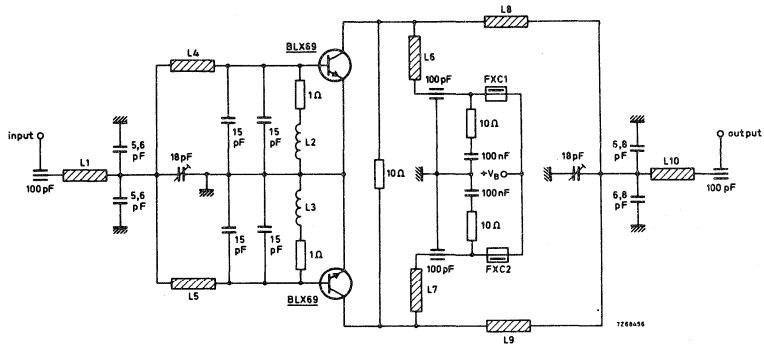 L8
L4
BLX69
L6
100pF
FXC1
1Ω
input
5,6
pF
18pF
15
pF
15
pF
L2
10Ω
100nF
+VB
100nF
10Ω
10Ω
18pF
6,8
pF
output
L1
100pF
L10
100 pF
5,6
pF
15
pF
15
pF
L3
1Ω
6,8
pF
100pF
FXC2
L5
BLX69
L7
L9
7Z68456